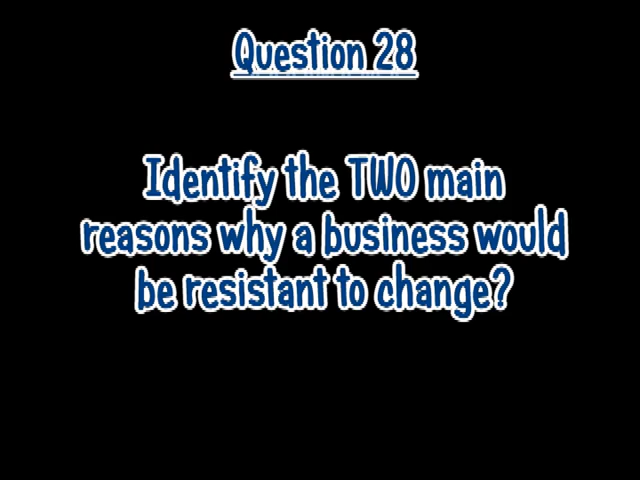 Question 28
Identify the TWO main
reasons why a business would
be resistant to change?